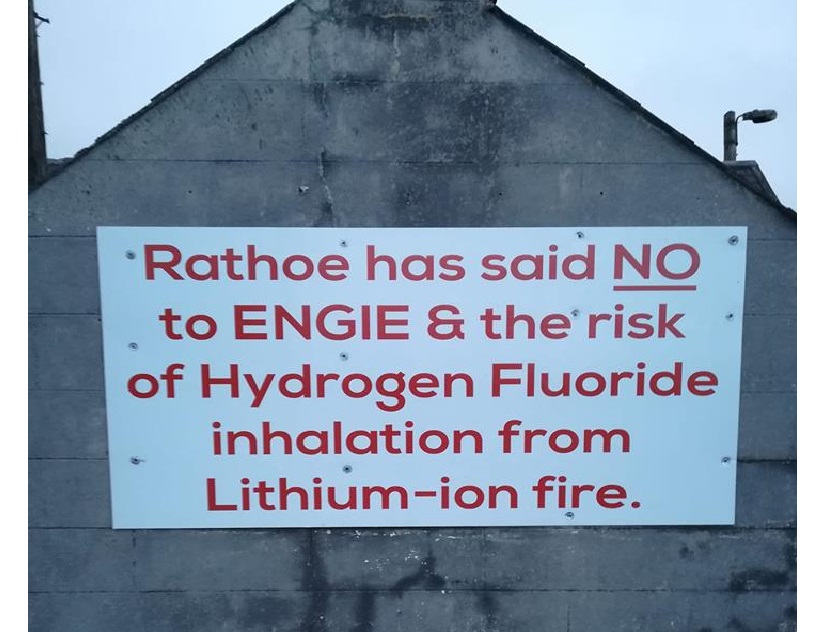 Rathoe has said NO
to ENGIE & the risk
of Hydrogen Fluoride
inhalation from
Lithium-ion fire.